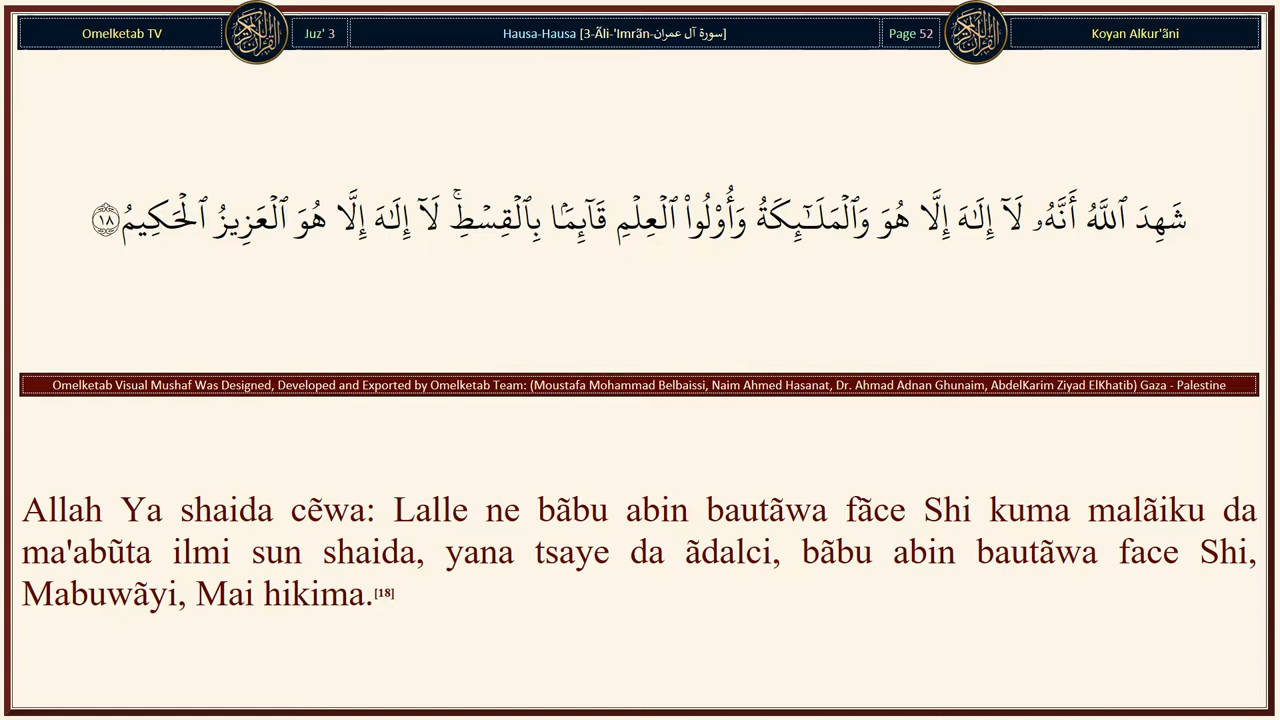 Omelketab TV
Juz' 3
Hausa-Hausa [3-Ãli-'Imrãn-سورة آل عمران]
Page 52
Koyan Alƙur'ãni
شَهِدَ ٱللَّهُ أَنَّهُۥ لَآ إِلَـٰهَ إِلَّا هُوَ وَٱلْمَلَـٰٓئِكَةُ وَأُو۟لُوا۟ ٱلْعِلْمِ قَآئِمًۢا بِٱلْقِسْطِ ۚ لَآ إِلَـٰهَ إِلَّا هُوَ ٱلْعَزِيزُ ٱلْحَكِيمُ ١٨
Omelketab Visual Mushaf Was Designed, Developed and Exported by Omelketab Team: (Moustafa Mohammad Belbaissi, Naim Ahmed Hasanat, Dr. Ahmad Adnan Ghunaim, AbdelKarim Ziyad ElKhatib) Gaza - Palestine
Allah Ya shaida cẽwa: Lalle ne bãbu abin bautãwa fãce Shi kuma malãiku da
ma'abũta ilmi sun shaida, yana tsaye da ãdalci, bãbu abin bautãwa face Shi,
Mabuwãyi, Mai hikima.[18]